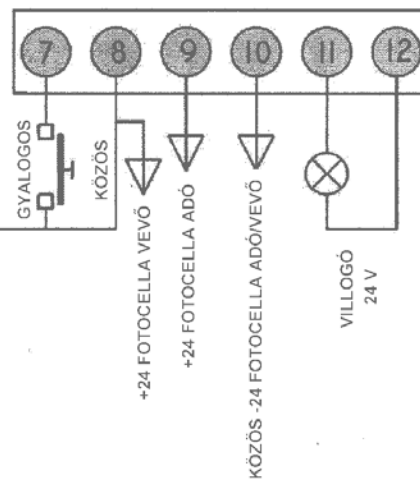 7 8 9 10 11 12
GYALOGOS
KÖZÖS
+24 FOTOCELLA VEVŐ
+24 FOTOCELLA ADÓ
KÖZÖS -24 FOTOCELLA ADÓ/VEVŐ
VILLOGÓ
24 V